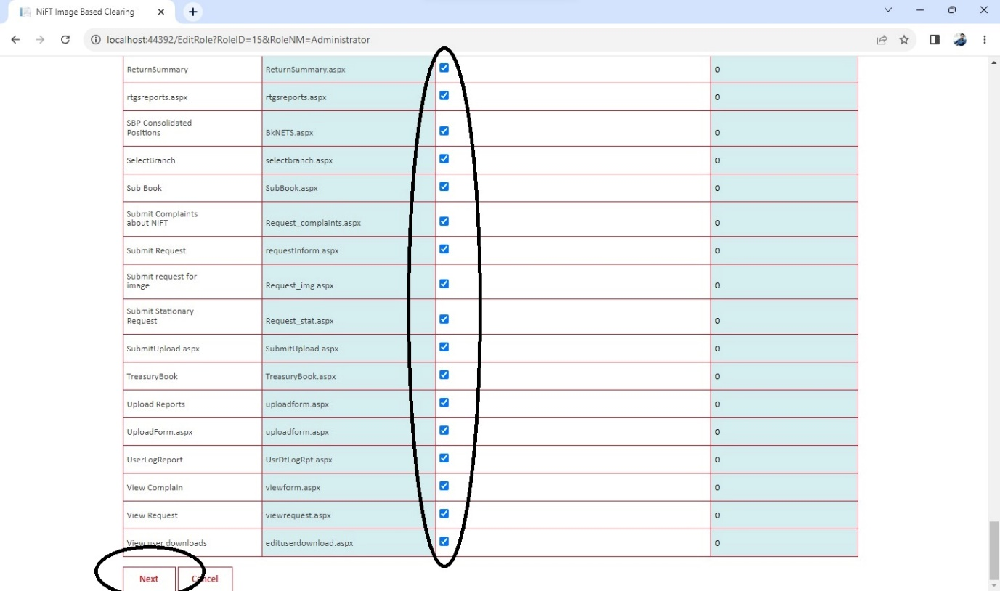 NiFT Image Based Clearing
localhost:44392/EditRole?RoleID=15&RoleNM=Administrator
ReturnSummary ReturnSummary.aspx 0
rtgsreports.aspx rtgsreports.aspx 0
SBP Consolidated
Positions BkNETS.aspx 0
SelectBranch selectbranch.aspx 0
Sub Book SubBook.aspx 0
Submit Complaints
about NIFT Request_complaints.aspx 0
Submit Request requestInform.aspx 0
Submit request for
image Request_img.aspx 0
Submit Stationary
Request Request_stat.aspx 0
SubmitUpload.aspx SubmitUpload.aspx 0
TreasuryBook TreasuryBook.aspx 0
Upload Reports uploadform.aspx 0
UploadForm.aspx uploadform.aspx 0
UserLogReport UsrDtLogRpt.aspx 0
View Complain viewform.aspx 0
View Request viewrequest.aspx 0
View user downloads edituserdownload.aspx 0
Next Cancel